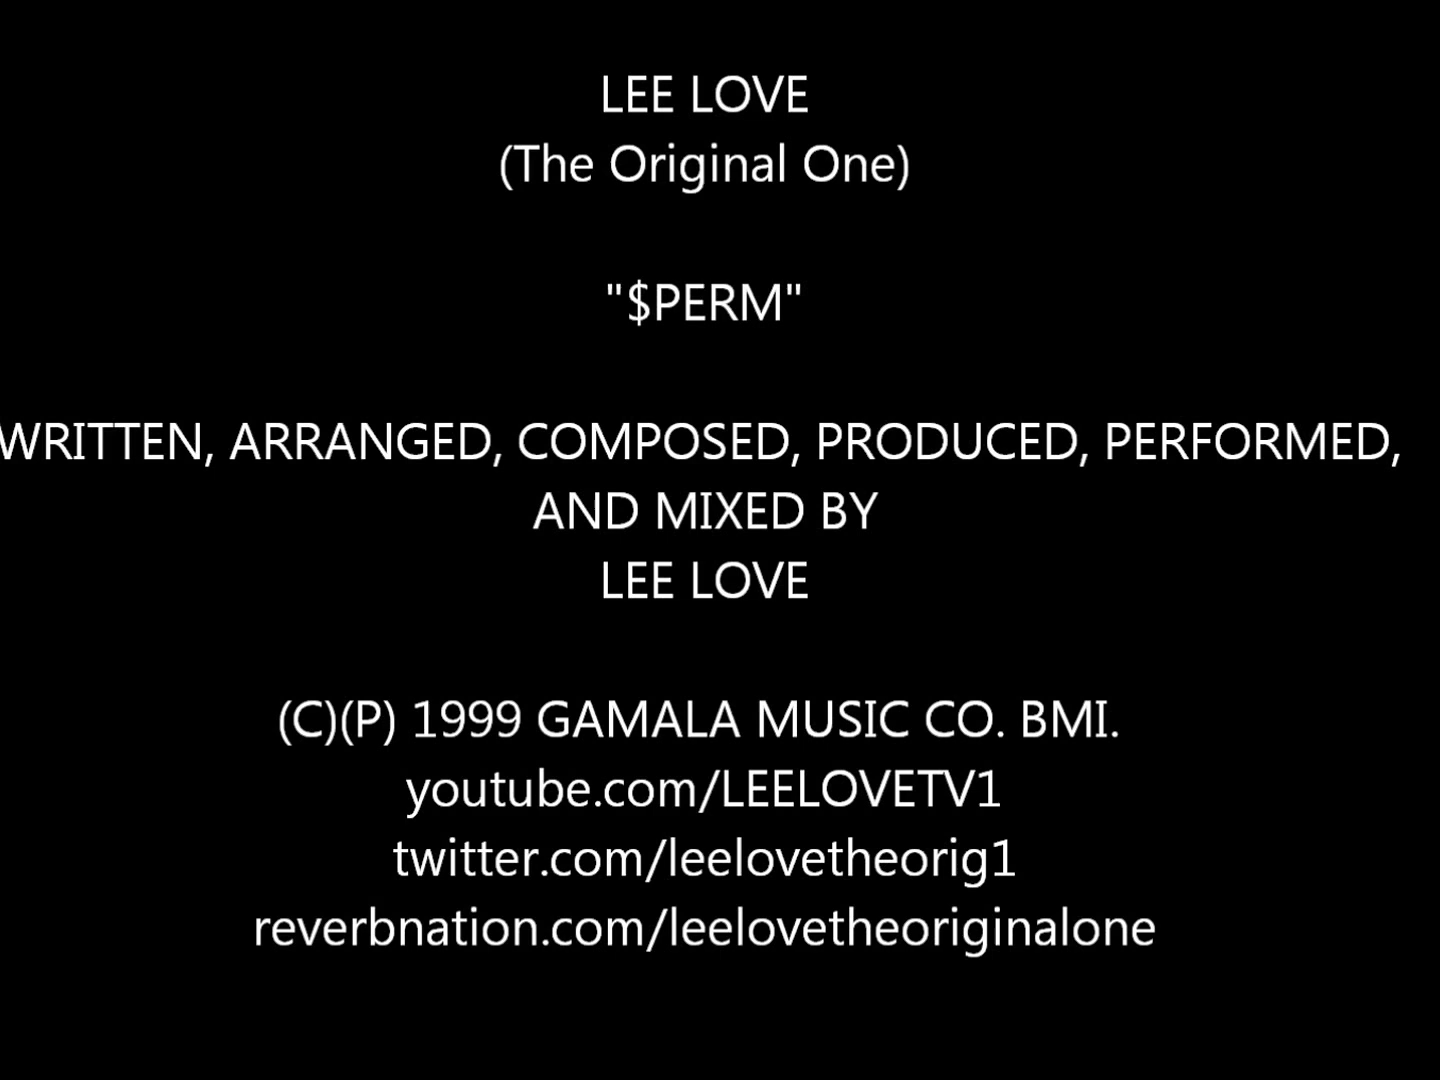 LEE LOVE
(The Original One)
"$PERM"
WRITTEN, ARRANGED, COMPOSED, PRODUCED, PERFORMED,
AND MIXED BY
LEE LOVE
(C)(P) 1999 GAMALA MUSIC CO. BMI.
youtube.com/LEELOVETV1
twitter.com/leelovetheorig1
reverbnation.com/leelovetheoriginalone